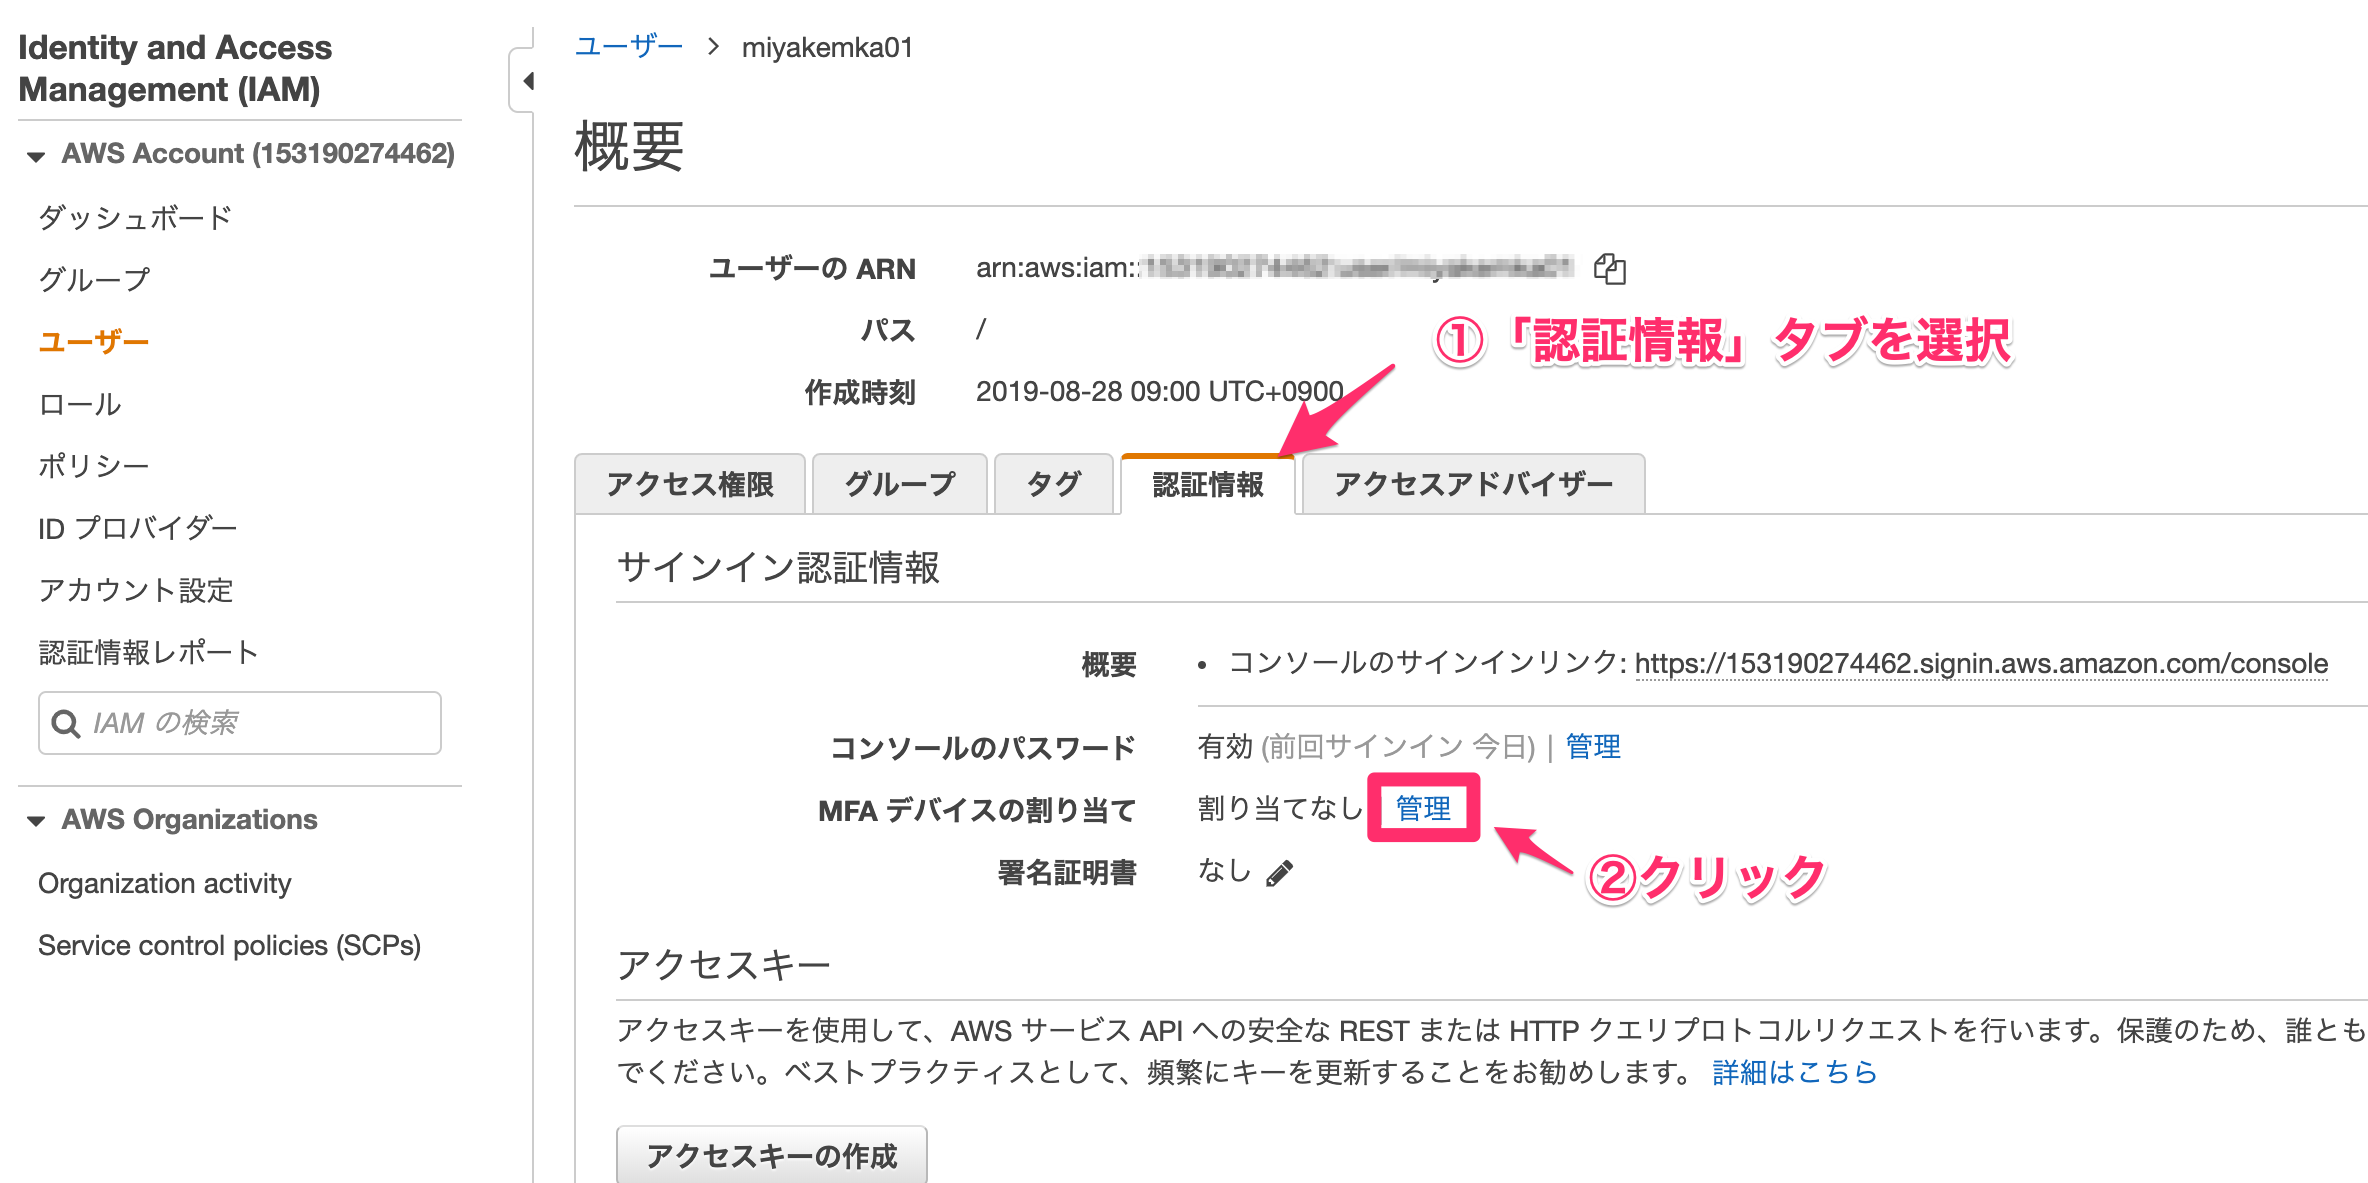 Identity and Access
Management (IAM)
AWS Account (153190274462)
ダッシュボード
グループ
ユーザー
ロール
ポリシー
ID プロバイダー
アカウント設定
認証情報レポート
IAM の検索
AWS Organizations
Organization activity
Service control policies (SCPs)
ユーザー > miyakemka01
概要
ユーザーの ARN arn:aws:iam::
パス /
作成時刻 2019-08-28 09:00 UTC+0900
①「認証情報」タブを選択
アクセス権限 グループ タグ 認証情報 アクセスアドバイザー
サインイン認証情報
概要 • コンソールのサインインリンク: https://153190274462.signin.aws.amazon.com/console
コンソールのパスワード 有効 (前回サインイン 今日) | 管理
MFA デバイスの割り当て 割り当てなし 管理
署名証明書 なし
②クリック
アクセスキー
アクセスキーを使用して、AWS サービス API への安全な REST または HTTP クエリプロトコルリクエストを行います。保護のため、誰とも
でください。ベストプラクティスとして、頻繁にキーを更新することをお勧めします。 詳細はこちら
アクセスキーの作成